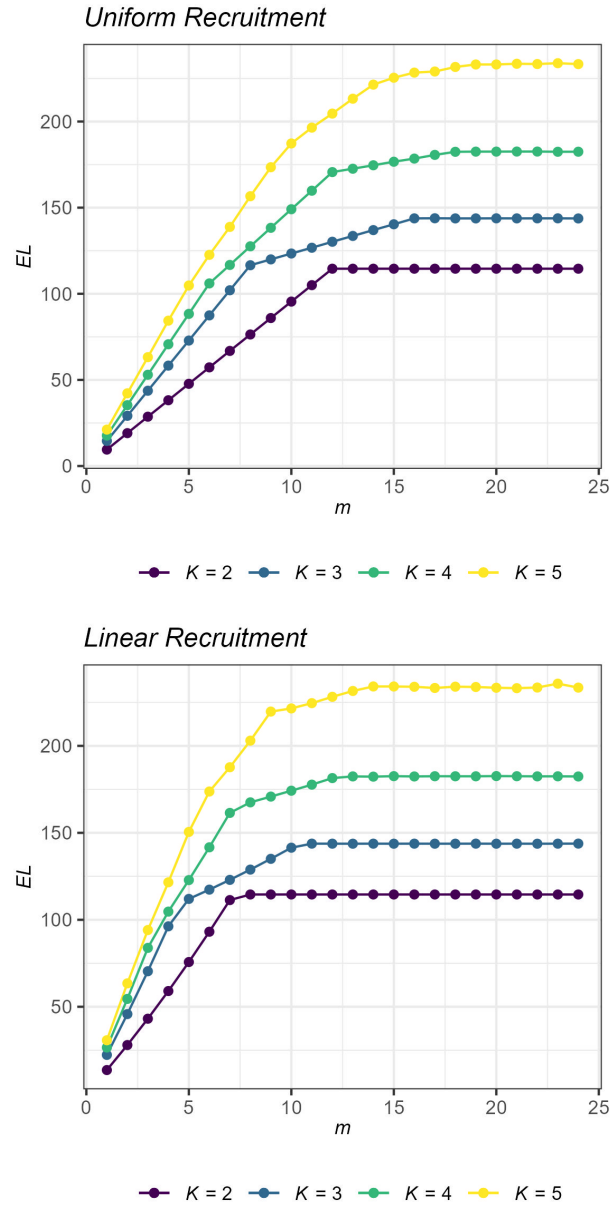 Uniform Recruitment
EL
200
150
100
50
0
0 5 10 15 20 25
m
K = 2 K = 3 K = 4 K = 5
Linear Recruitment
EL
200
150
100
50
0 5 10 15 20 25
m
K = 2 K = 3 K = 4 K = 5